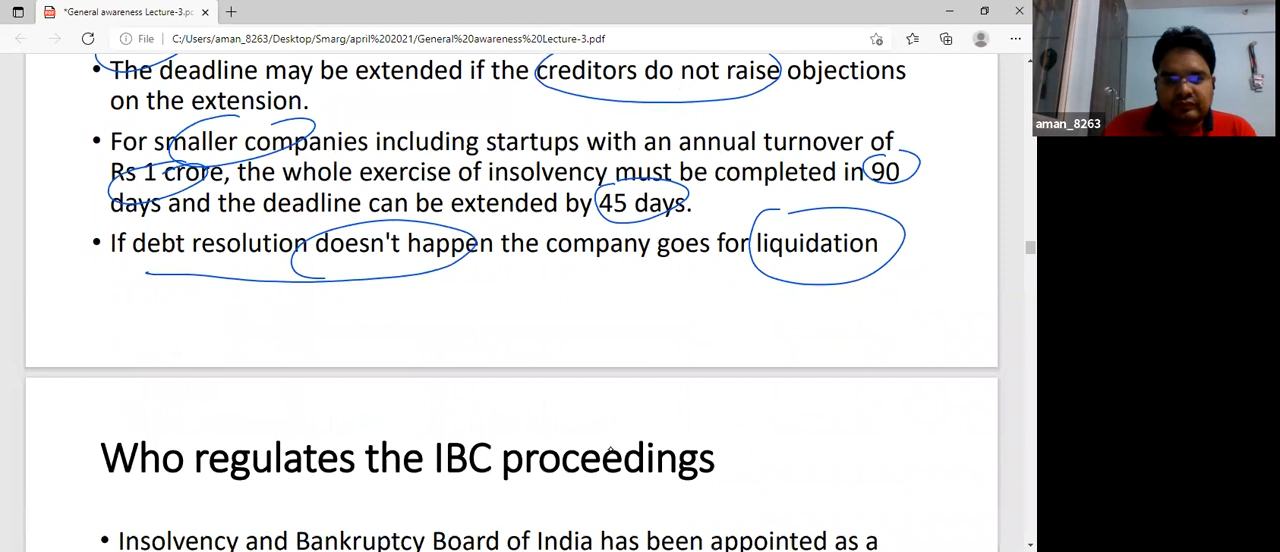 *General awareness Lecture-3.pdf
File
C:/Users/aman_8263/Desktop/Smarg/april%202021/General%20awareness%20Lecture-3.pdf
• The deadline may be extended if the creditors do not raise objections
on the extension.
• For smaller companies including startups with an annual turnover of
Rs 1 crore, the whole exercise of insolvency must be completed in 90
days and the deadline can be extended by 45 days.
• If debt resolution doesn't happen the company goes for liquidation
Who regulates the IBC proceedings
• Insolvency and Bankruptcy Board of India has been appointed as a
aman_8263